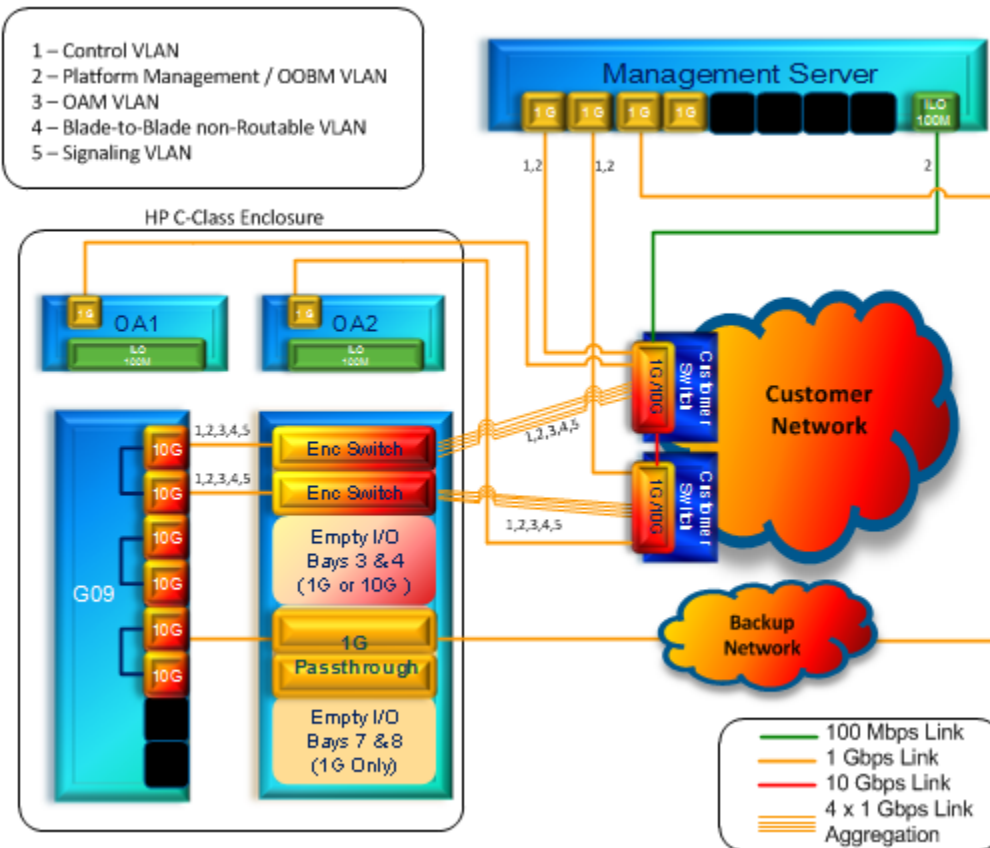 1 – Control VLAN
2 – Platform Management / OOBM VLAN
3 – OAM VLAN
4 – Blade-to-Blade non-Routable VLAN
5 – Signaling VLAN
Management Server
1G
1G
1G
1G
ILO
100M
1,2
1,2
2
HP C-Class Enclosure
1G
OA1
ILO
100M
1G
OA2
ILO
100M
G09
10G
10G
10G
10G
10G
10G
1,2,3,4,5
1,2,3,4,5
Enc Switch
Enc Switch
Empty I/O
Bays 3 & 4
(1G or 10G )
1G
Passthrough
Empty I/O
Bays 7 & 8
(1G Only)
1,2,3,4,5
1,2,3,4,5
1G/10G
Customer
Switch
1G/10G
Customer
Switch
Customer
Network
Backup
Network
100 Mbps Link
1 Gbps Link
10 Gbps Link
4 x 1 Gbps Link
Aggregation